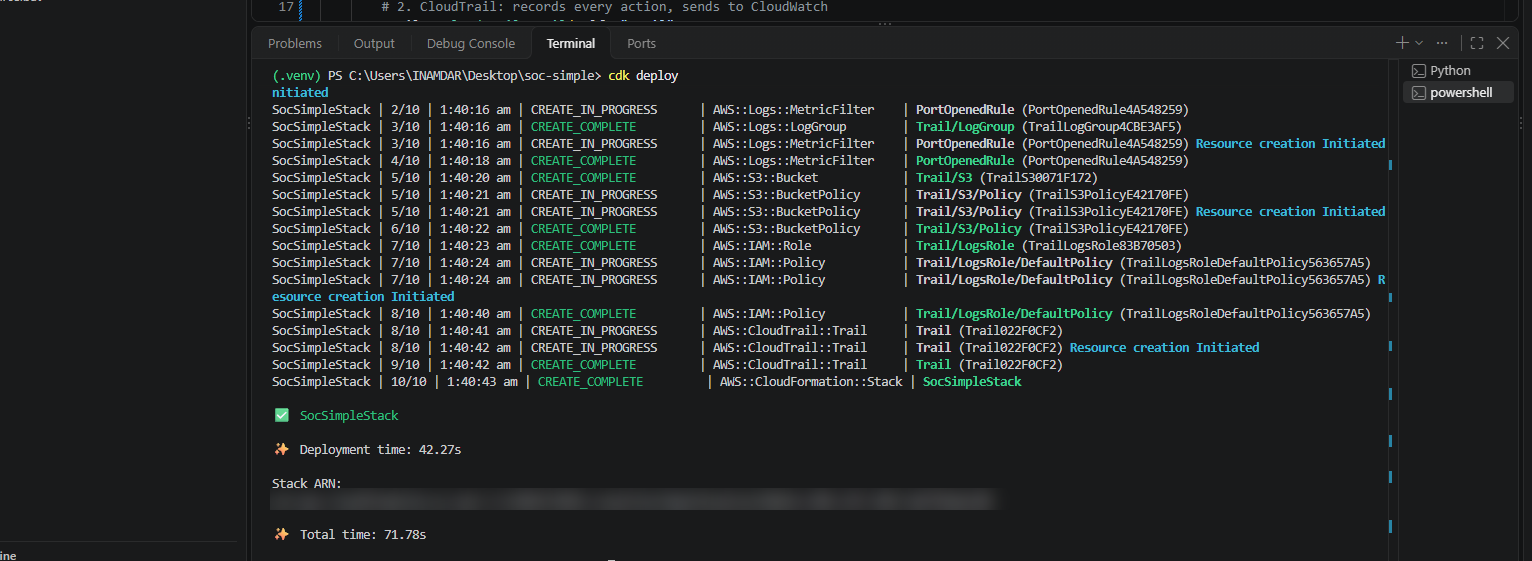 17 # 2. CloudTrail: records every action, sends to CloudWatch
Problems Output Debug Console Terminal Ports
(.venv) PS C:\Users\INAMDAR\Desktop\soc-simple> cdk deploy
nitiated
SocSimpleStack | 2/10 | 1:40:16 am | CREATE_IN_PROGRESS | AWS::Logs::MetricFilter | PortOpenedRule (PortOpenedRule4A548259)
SocSimpleStack | 3/10 | 1:40:16 am | CREATE_COMPLETE | AWS::Logs::LogGroup | Trail/LogGroup (TrailLogGroup4CBE3AF5)
SocSimpleStack | 3/10 | 1:40:16 am | CREATE_IN_PROGRESS | AWS::Logs::MetricFilter | PortOpenedRule (PortOpenedRule4A548259) Resource creation Initiated
SocSimpleStack | 4/10 | 1:40:18 am | CREATE_COMPLETE | AWS::Logs::MetricFilter | PortOpenedRule (PortOpenedRule4A548259)
SocSimpleStack | 5/10 | 1:40:20 am | CREATE_COMPLETE | AWS::S3::Bucket | Trail/S3 (TrailS30071F172)
SocSimpleStack | 5/10 | 1:40:21 am | CREATE_IN_PROGRESS | AWS::S3::BucketPolicy | Trail/S3/Policy (TrailS3PolicyE42170FE)
SocSimpleStack | 5/10 | 1:40:21 am | CREATE_IN_PROGRESS | AWS::S3::BucketPolicy | Trail/S3/Policy (TrailS3PolicyE42170FE) Resource creation Initiated
SocSimpleStack | 6/10 | 1:40:22 am | CREATE_COMPLETE | AWS::S3::BucketPolicy | Trail/S3/Policy (TrailS3PolicyE42170FE)
SocSimpleStack | 7/10 | 1:40:23 am | CREATE_COMPLETE | AWS::IAM::Role | Trail/LogsRole (TrailLogsRole83B70503)
SocSimpleStack | 7/10 | 1:40:24 am | CREATE_IN_PROGRESS | AWS::IAM::Policy | Trail/LogsRole/DefaultPolicy (TrailLogsRoleDefaultPolicy563657A5)
SocSimpleStack | 7/10 | 1:40:24 am | CREATE_IN_PROGRESS | AWS::IAM::Policy | Trail/LogsRole/DefaultPolicy (TrailLogsRoleDefaultPolicy563657A5) R
esource creation Initiated
SocSimpleStack | 8/10 | 1:40:40 am | CREATE_COMPLETE | AWS::IAM::Policy | Trail/LogsRole/DefaultPolicy (TrailLogsRoleDefaultPolicy563657A5)
SocSimpleStack | 8/10 | 1:40:41 am | CREATE_IN_PROGRESS | AWS::CloudTrail::Trail | Trail (Trail022F0CF2)
SocSimpleStack | 8/10 | 1:40:42 am | CREATE_IN_PROGRESS | AWS::CloudTrail::Trail | Trail (Trail022F0CF2) Resource creation Initiated
SocSimpleStack | 9/10 | 1:40:42 am | CREATE_COMPLETE | AWS::CloudTrail::Trail | Trail (Trail022F0CF2)
SocSimpleStack | 10/10 | 1:40:43 am | CREATE_COMPLETE | AWS::CloudFormation::Stack | SocSimpleStack
✅ SocSimpleStack
✨ Deployment time: 42.27s
Stack ARN:
✨ Total time: 71.78s
Python
powershell
ine